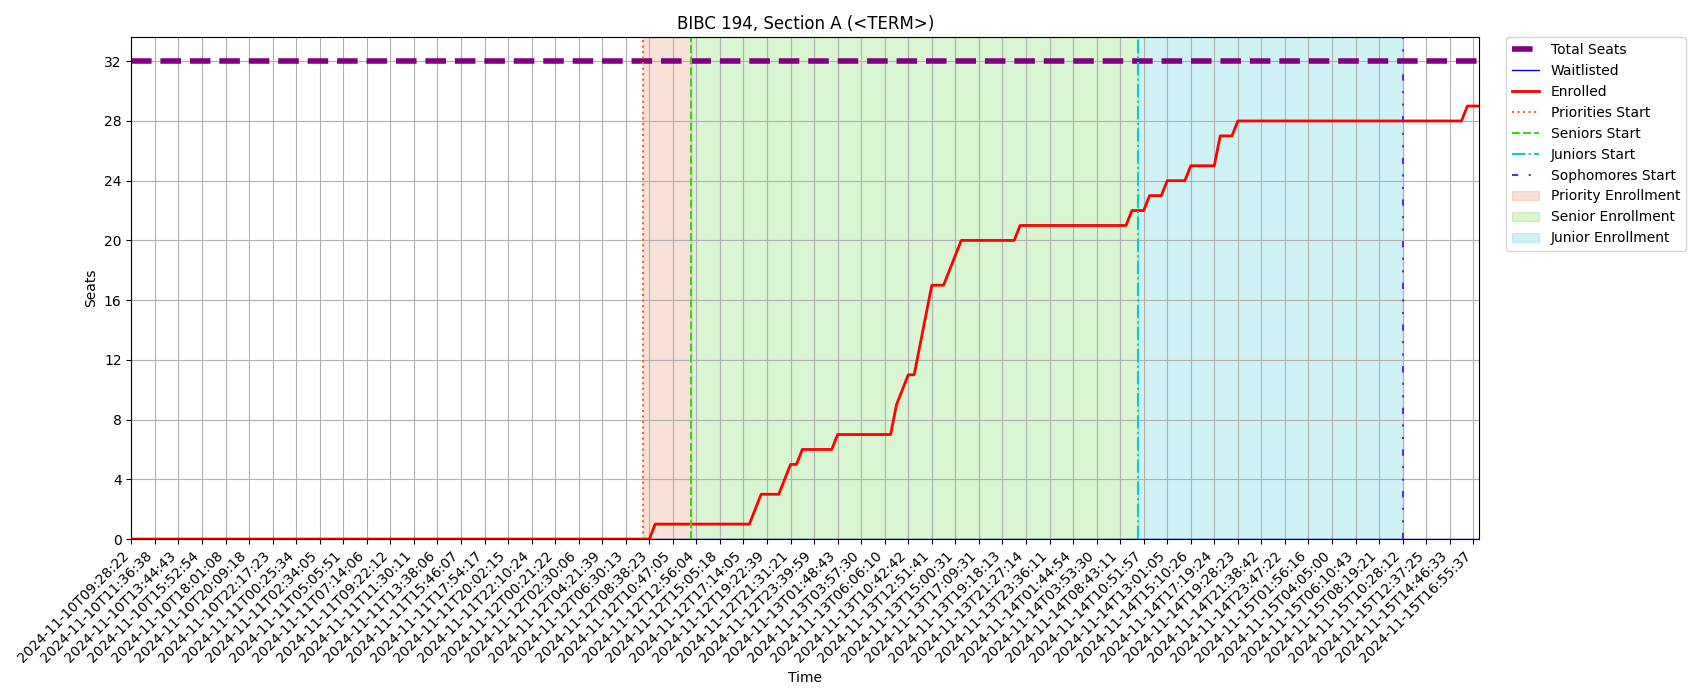 BIBC 194, Section A (<TERM>)
Total Seats
Waitlisted
Enrolled
Priorities Start
Seniors Start
Juniors Start
Sophomores Start
Priority Enrollment
Senior Enrollment
Junior Enrollment
Seats
32
28
24
20
16
12
8
4
0
2024-11-10T09:28:22
2024-11-10T11:36:38
2024-11-10T13:44:43
2024-11-10T15:52:54
2024-11-10T18:01:08
2024-11-10T20:09:18
2024-11-10T22:17:23
2024-11-11T00:25:34
2024-11-11T02:34:05
2024-11-11T05:05:51
2024-11-11T07:14:06
2024-11-11T09:22:12
2024-11-11T11:30:11
2024-11-11T13:38:06
2024-11-11T15:46:07
2024-11-11T17:54:17
2024-11-11T20:02:15
2024-11-11T22:10:24
2024-11-12T00:21:22
2024-11-12T02:30:06
2024-11-12T04:21:39
2024-11-12T06:30:13
2024-11-12T08:38:23
2024-11-12T10:47:05
2024-11-12T12:56:04
2024-11-12T15:05:18
2024-11-12T17:14:05
2024-11-12T19:22:39
2024-11-12T21:31:21
2024-11-12T23:39:59
2024-11-13T01:48:43
2024-11-13T03:57:30
2024-11-13T06:06:10
2024-11-13T10:42:42
2024-11-13T12:51:41
2024-11-13T15:00:31
2024-11-13T17:09:31
2024-11-13T19:18:13
2024-11-13T21:27:14
2024-11-13T23:36:11
2024-11-14T01:44:54
2024-11-14T03:53:30
2024-11-14T08:43:11
2024-11-14T10:51:57
2024-11-14T13:01:05
2024-11-14T15:10:26
2024-11-14T17:19:24
2024-11-14T19:28:23
2024-11-14T21:38:42
2024-11-14T23:47:22
2024-11-15T01:56:16
2024-11-15T04:05:00
2024-11-15T06:10:43
2024-11-15T08:19:21
2024-11-15T10:28:12
2024-11-15T12:37:25
2024-11-15T14:46:33
2024-11-15T16:55:37
Time